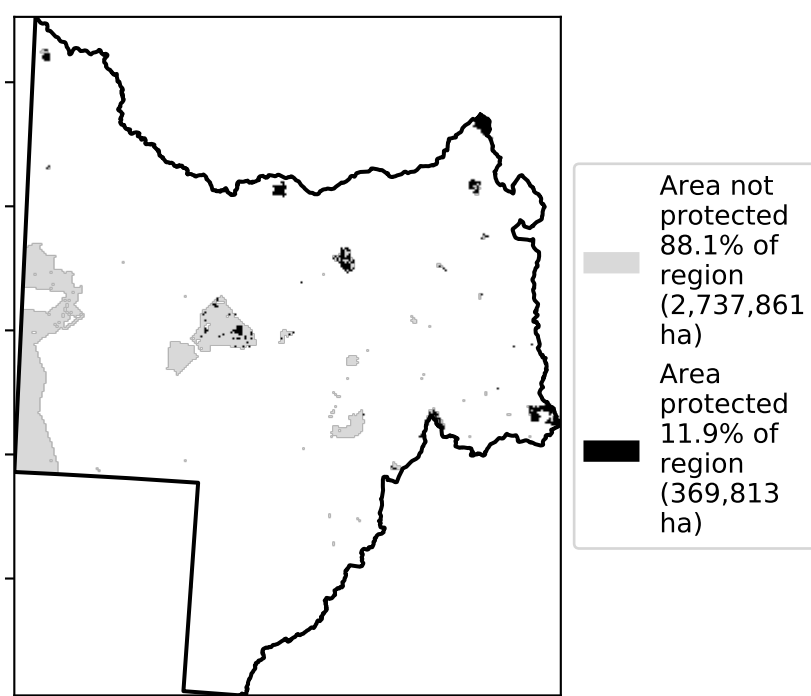 Area not
protected
88.1% of
region
(2,737,861
ha)
Area
protected
11.9% of
region
(369,813
ha)